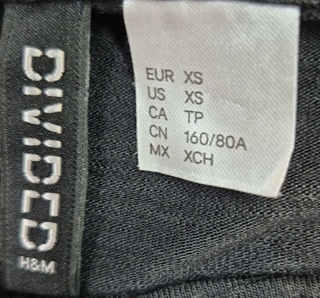 DIVIDED
H&M
EUR XS
US XS
CA TP
CN 160/80A
MX XCH